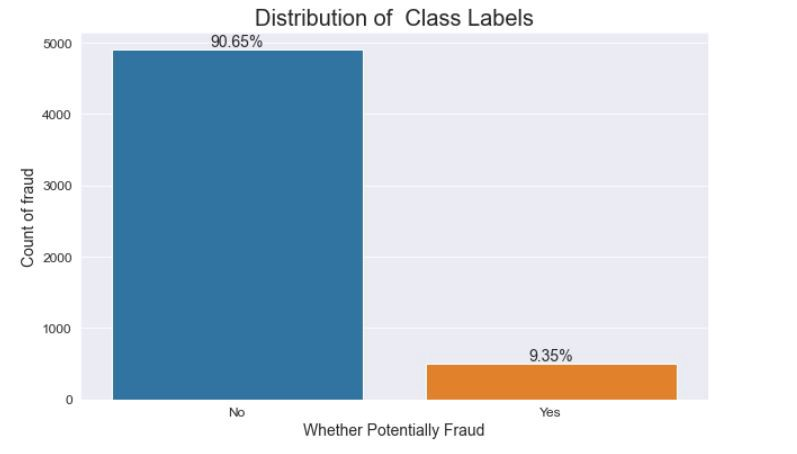 Distribution of  Class Labels
Count of fraud
5000
4000
3000
2000
1000
0
90.65%
9.35%
No
Yes
Whether Potentially Fraud